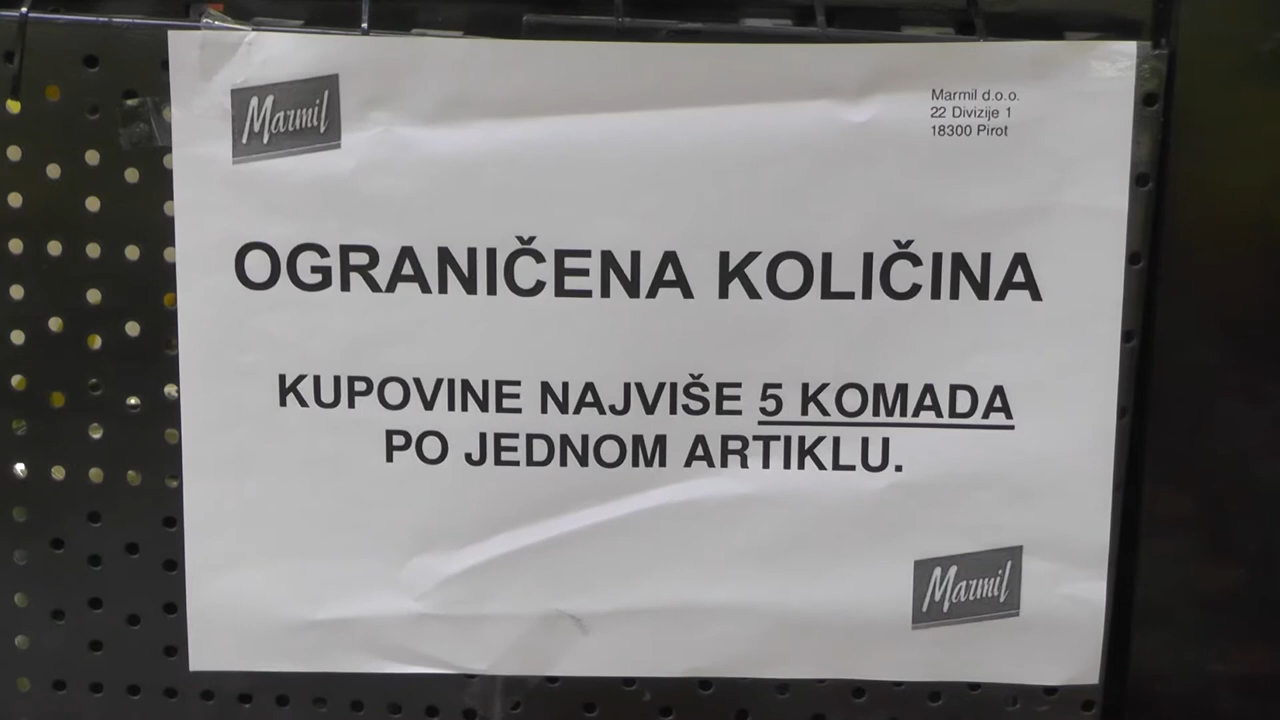 Marmil
Marmil d.o.o.
22 Divizije 1
18300 Pirot
OGRANIČENA KOLIČINA
KUPOVINE NAJVIŠE 5 KOMADA
PO JEDNOM ARTIKLU.
Marmil